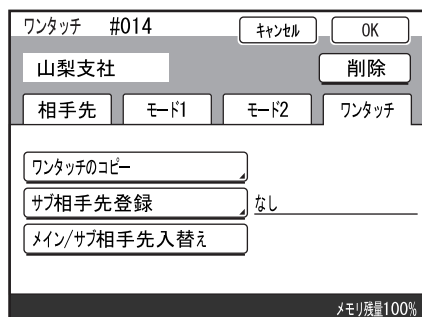 ワンタッチ #014 キャンセル OK
山梨支社 削除
相手先 モード1 モード2 ワンタッチ
ワンタッチのコピー
サブ相手先登録 なし
メイン/サブ相手先入替え
メモリ残量100%